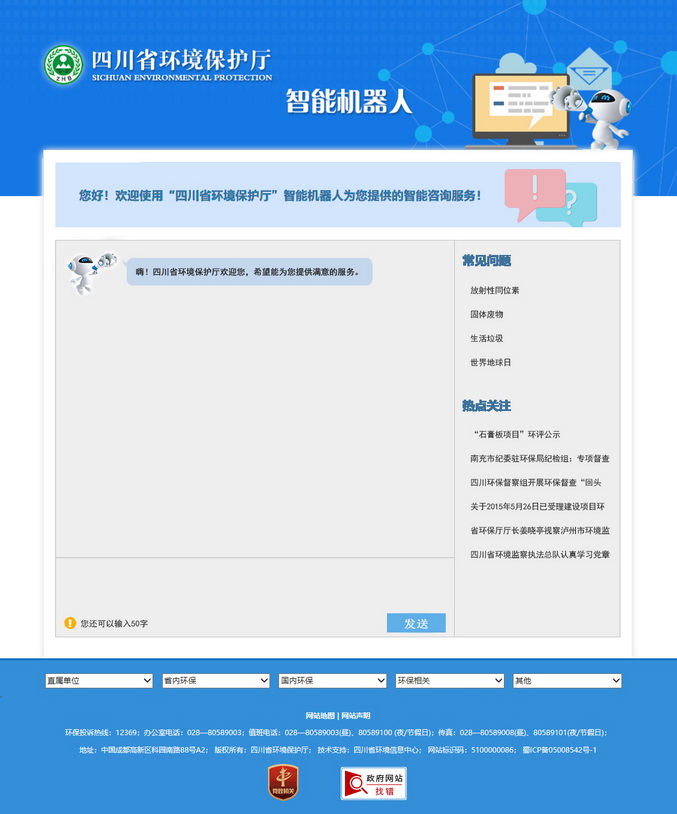 四川省环境保护厅
SICHUAN ENVIRONMENTAL PROTECTION
ZHB
智能机器人
您好！欢迎使用“四川省环境保护厅”智能机器人为您提供的智能咨询服务！
嗨！四川省环境保护厅欢迎您，希望能为您提供满意的服务。
常见问题
放射性同位素
固体废物
生活垃圾
世界地球日
热点关注
“石膏板项目”环评公示
南充市纪委驻环保局纪检组：专项督查
四川环保督察组开展环保督查“回头
关于2015年5月26日已受理建设项目环
省环保厅厅长姜晓亭视察泸州市环境监
四川省环境监察执法总队认真学习党章
您还可以输入50字
发送
直属单位
省内环保
国内环保
环保相关
其他
网站地图 | 网站声明
环保投诉热线：12369；办公室电话：028—80589003；值班电话：028—80589003(昼)、80589100 (夜/节假日)；传真：028—80589008(昼)、80589101(夜/节假日)；
地址：中国成都高新区科园南路88号A2； 版权所有：四川省环境保护厅； 技术支持：四川省环境信息中心； 网站标识码：5100000086； 蜀ICP备05008542号-1
党政机关
政府网站
找错